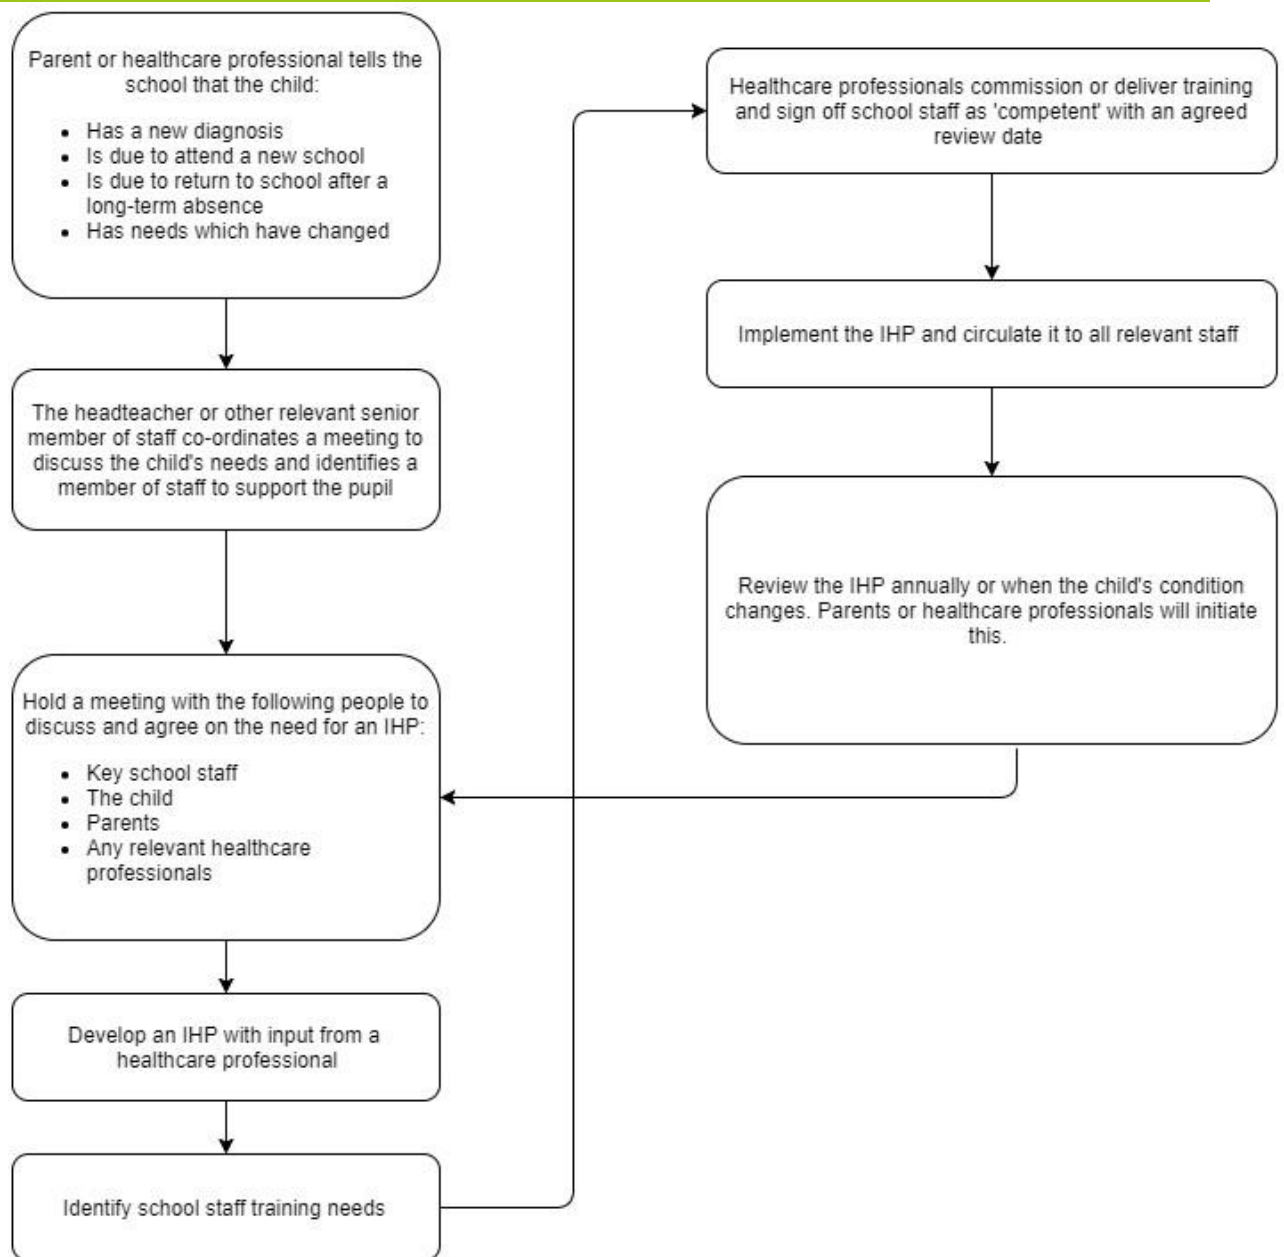 Parent or healthcare professional tells the
school that the child:
• Has a new diagnosis
• Is due to attend a new school
• Is due to return to school after a
long-term absence
• Has needs which have changed
The headteacher or other relevant senior
member of staff co-ordinates a meeting to
discuss the child's needs and identifies a
member of staff to support the pupil
Hold a meeting with the following people to
discuss and agree on the need for an IHP:
• Key school staff
• The child
• Parents
• Any relevant healthcare
professionals
Develop an IHP with input from a
healthcare professional
Identify school staff training needs
Healthcare professionals commission or deliver training
and sign off school staff as 'competent' with an agreed
review date
Implement the IHP and circulate it to all relevant staff
Review the IHP annually or when the child's condition
changes. Parents or healthcare professionals will initiate
this.